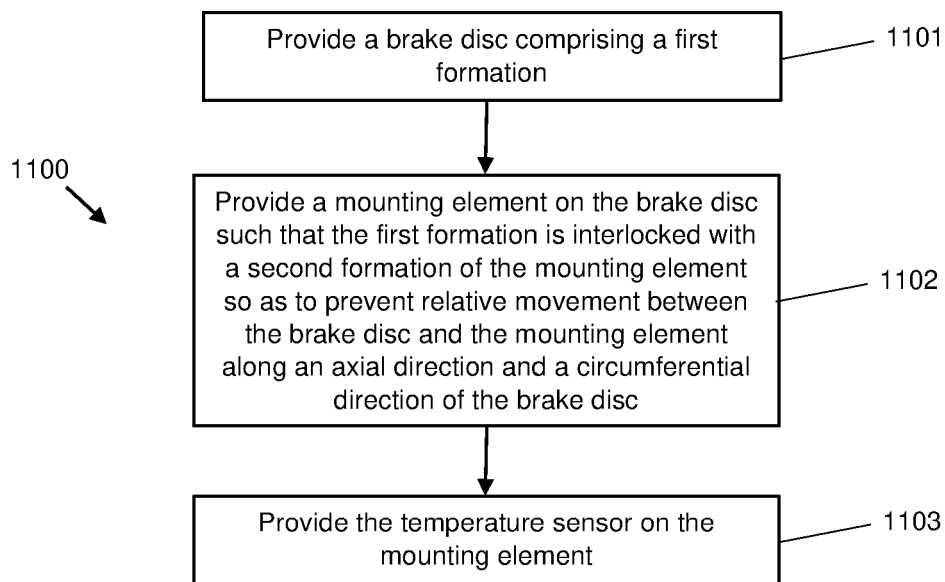 Provide a brake disc comprising a first
formation
1101
1100
Provide a mounting element on the brake disc
such that the first formation is interlocked with
a second formation of the mounting element
so as to prevent relative movement between
the brake disc and the mounting element
along an axial direction and a circumferential
direction of the brake disc
1102
Provide the temperature sensor on the
mounting element
1103